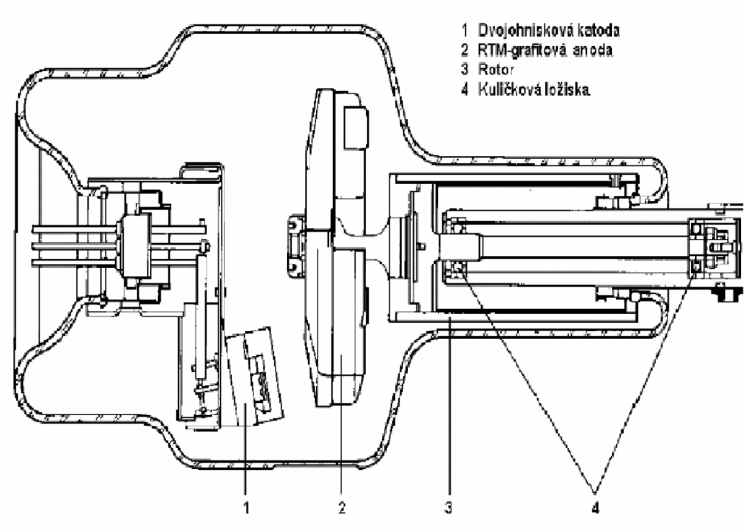 1 Dvojohnisková katoda
2 RTM-grafitová anoda
3 Rotor
4 Kuličková ložiska
1 2 3 4